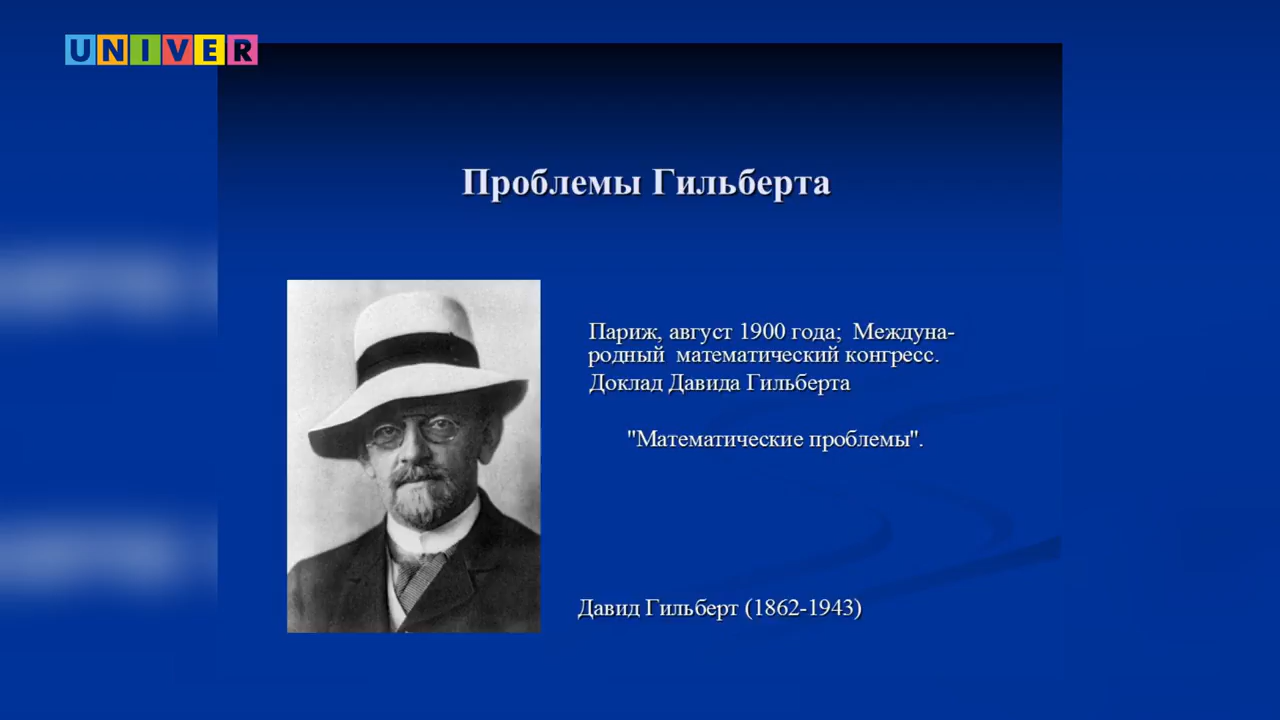 UNIVER
Проблемы Гильберта
Париж, август 1900 года; Междуна-
родный математический конгресс.
Доклад Давида Гильберта
"Математические проблемы".
Давид Гильберт (1862-1943)